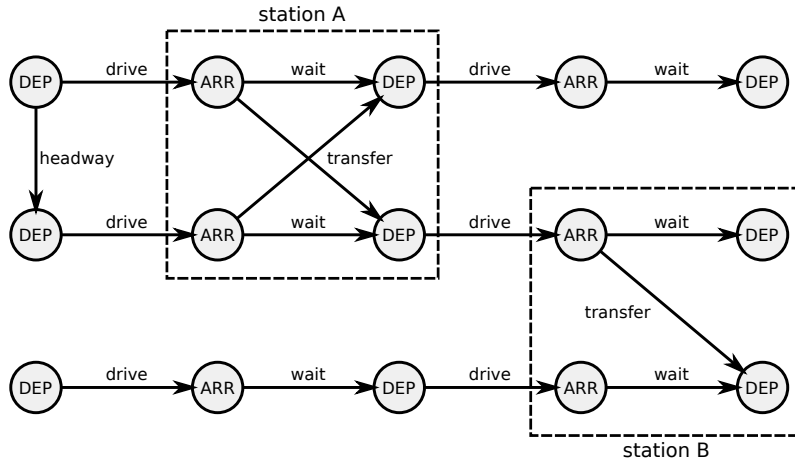 station A
DEP drive ARR wait DEP drive ARR wait DEP
headway transfer
DEP drive ARR wait DEP drive ARR wait DEP
transfer
DEP drive ARR wait DEP drive ARR wait DEP
station B